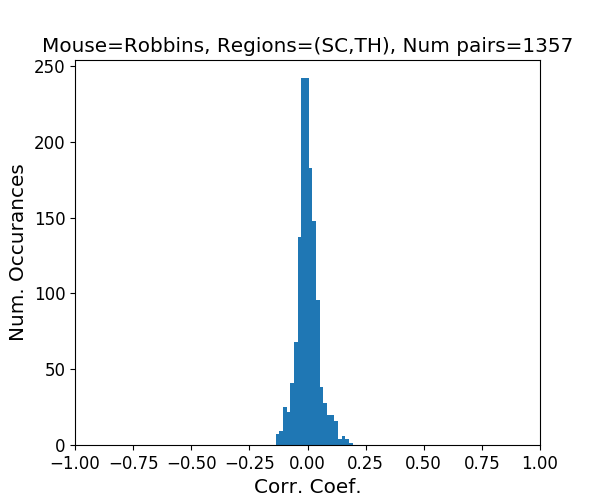 Mouse=Robbins, Regions=(SC,TH), Num pairs=1357
250
200
150
100
50
0
Num. Occurances
−1.00 −0.75 −0.50 −0.25 0.00 0.25 0.50 0.75 1.00
Corr. Coef.